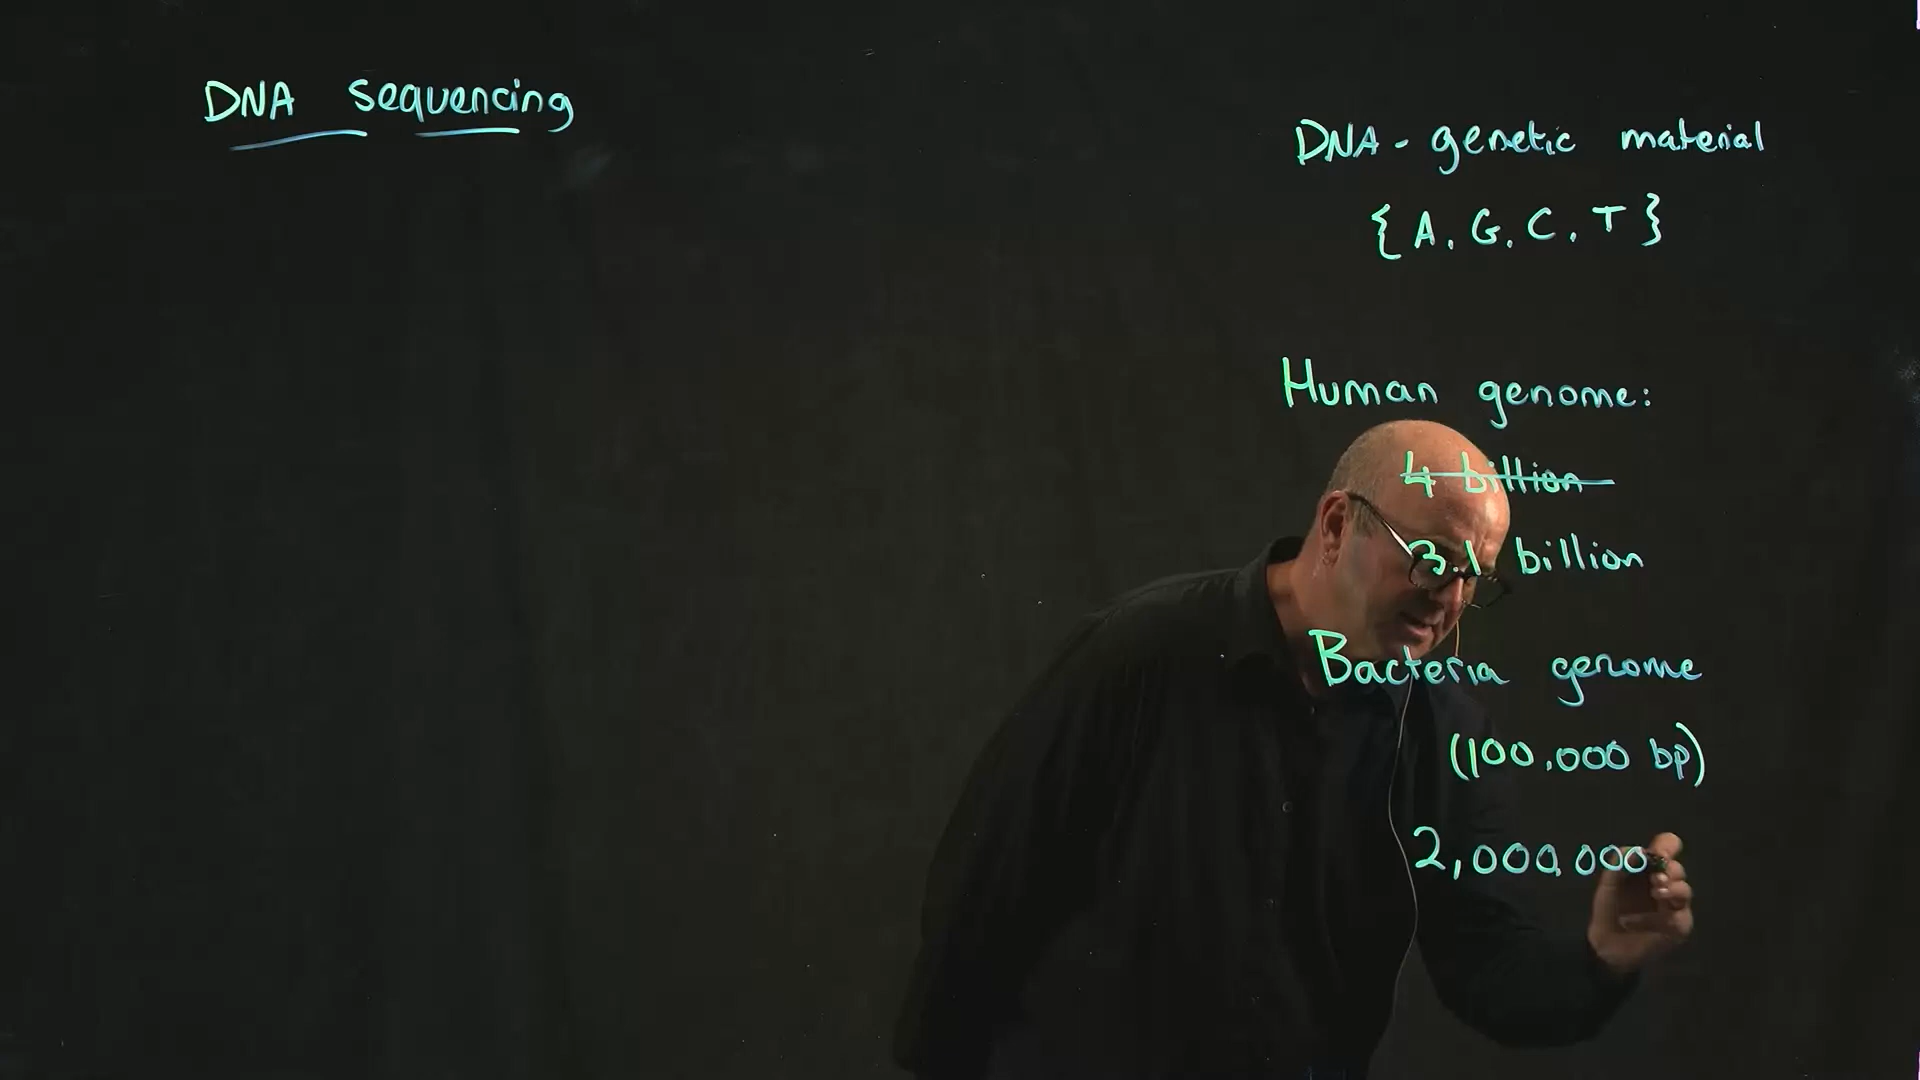 DNA sequencing
DNA - genetic material
{A, G, C, T}
Human genome:
4 billion
3.1 billion
Bacteria genome
(100,000 bp)
2,000,000